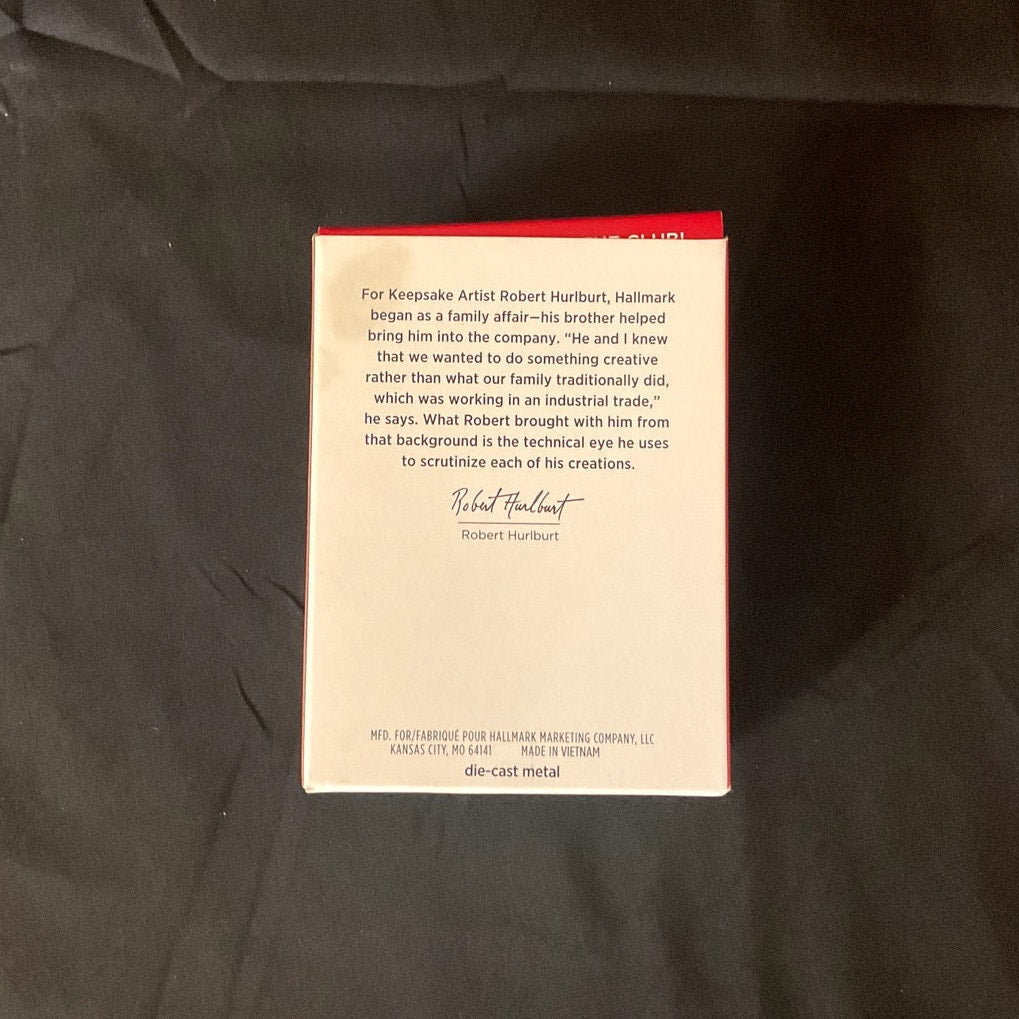 CLUB!
For Keepsake Artist Robert Hurlburt, Hallmark
began as a family affair—his brother helped
bring him into the company. “He and I knew
that we wanted to do something creative
rather than what our family traditionally did,
which was working in an industrial trade,”
he says. What Robert brought with him from
that background is the technical eye he uses
to scrutinize each of his creations.
Robert Hurlburt
Robert Hurlburt
MFD. FOR/FABRIQUÉ POUR HALLMARK MARKETING COMPANY, LLC
KANSAS CITY, MO 64141 MADE IN VIETNAM
die-cast metal